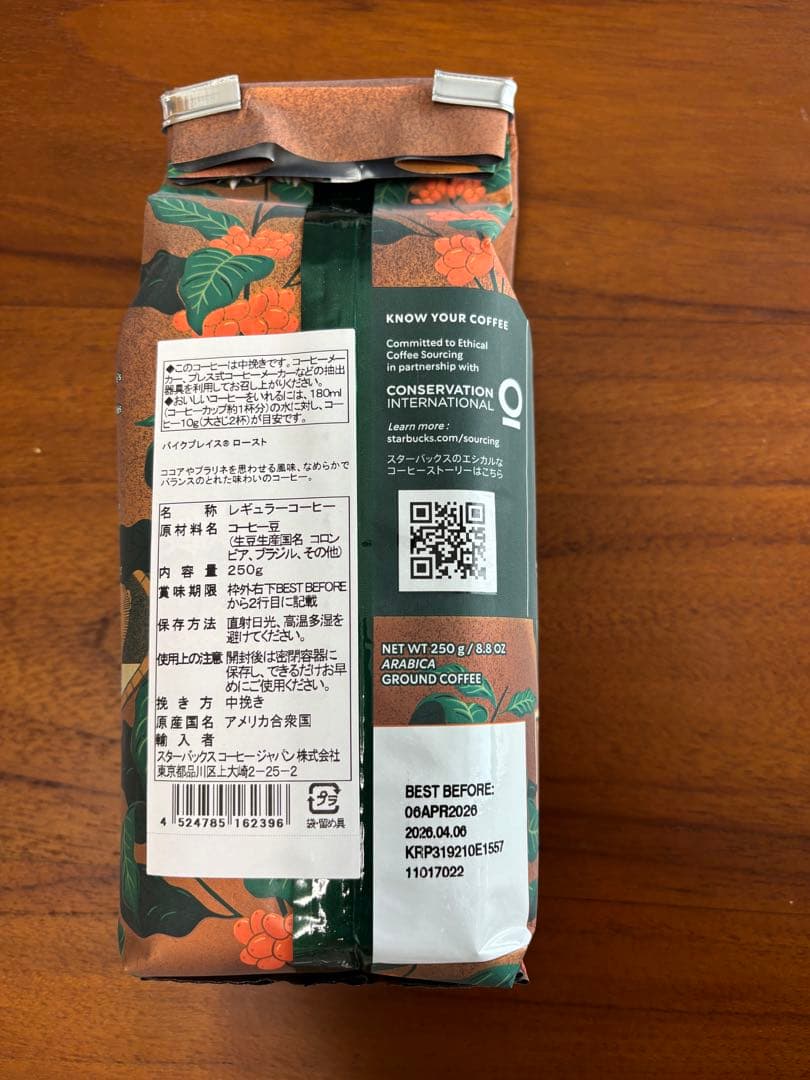 ◆このコーヒーは中挽きです。コーヒーメー
カー、プレス式コーヒーメーカーなどの抽出
器具を利用してお召し上がりください。
◆おいしいコーヒーをいれるには、180ml
(コーヒーカップ約1杯分)の水に対し、コー
ヒー10g(大さじ2杯)が目安です。
パイクプレイス® ロースト
ココアやプラリネを思わせる風味、なめらかで
バランスのとれた味わいのコーヒー。
名 称 レギュラーコーヒー
原材料名 コーヒー豆
(生豆生産国名 コロン
ビア、ブラジル、その他)
内容量 250g
賞味期限 枠外右下BEST BEFORE
から2行目に記載
保存方法 直射日光、高温多湿を
避けてください。
使用上の注意 開封後は密閉容器に
保存し、できるだけお早
めにご使用ください。
挽き方 中挽き
原産国名 アメリカ合衆国
輸入者
スターバックス コーヒー ジャパン 株式会社
東京都品川区上大崎2-25-2
4 524785 162396
プラ
袋・留め具
KNOW YOUR COFFEE
Committed to Ethical
Coffee Sourcing
in partnership with
CONSERVATION
INTERNATIONAL
Learn more :
starbucks.com/sourcing
スターバックスのエシカルな
コーヒーストーリーはこちら
NET WT 250 g / 8.8 OZ
ARABICA
GROUND COFFEE
BEST BEFORE:
06APR2026
2026.04.06
KRP319210E1557
11017022